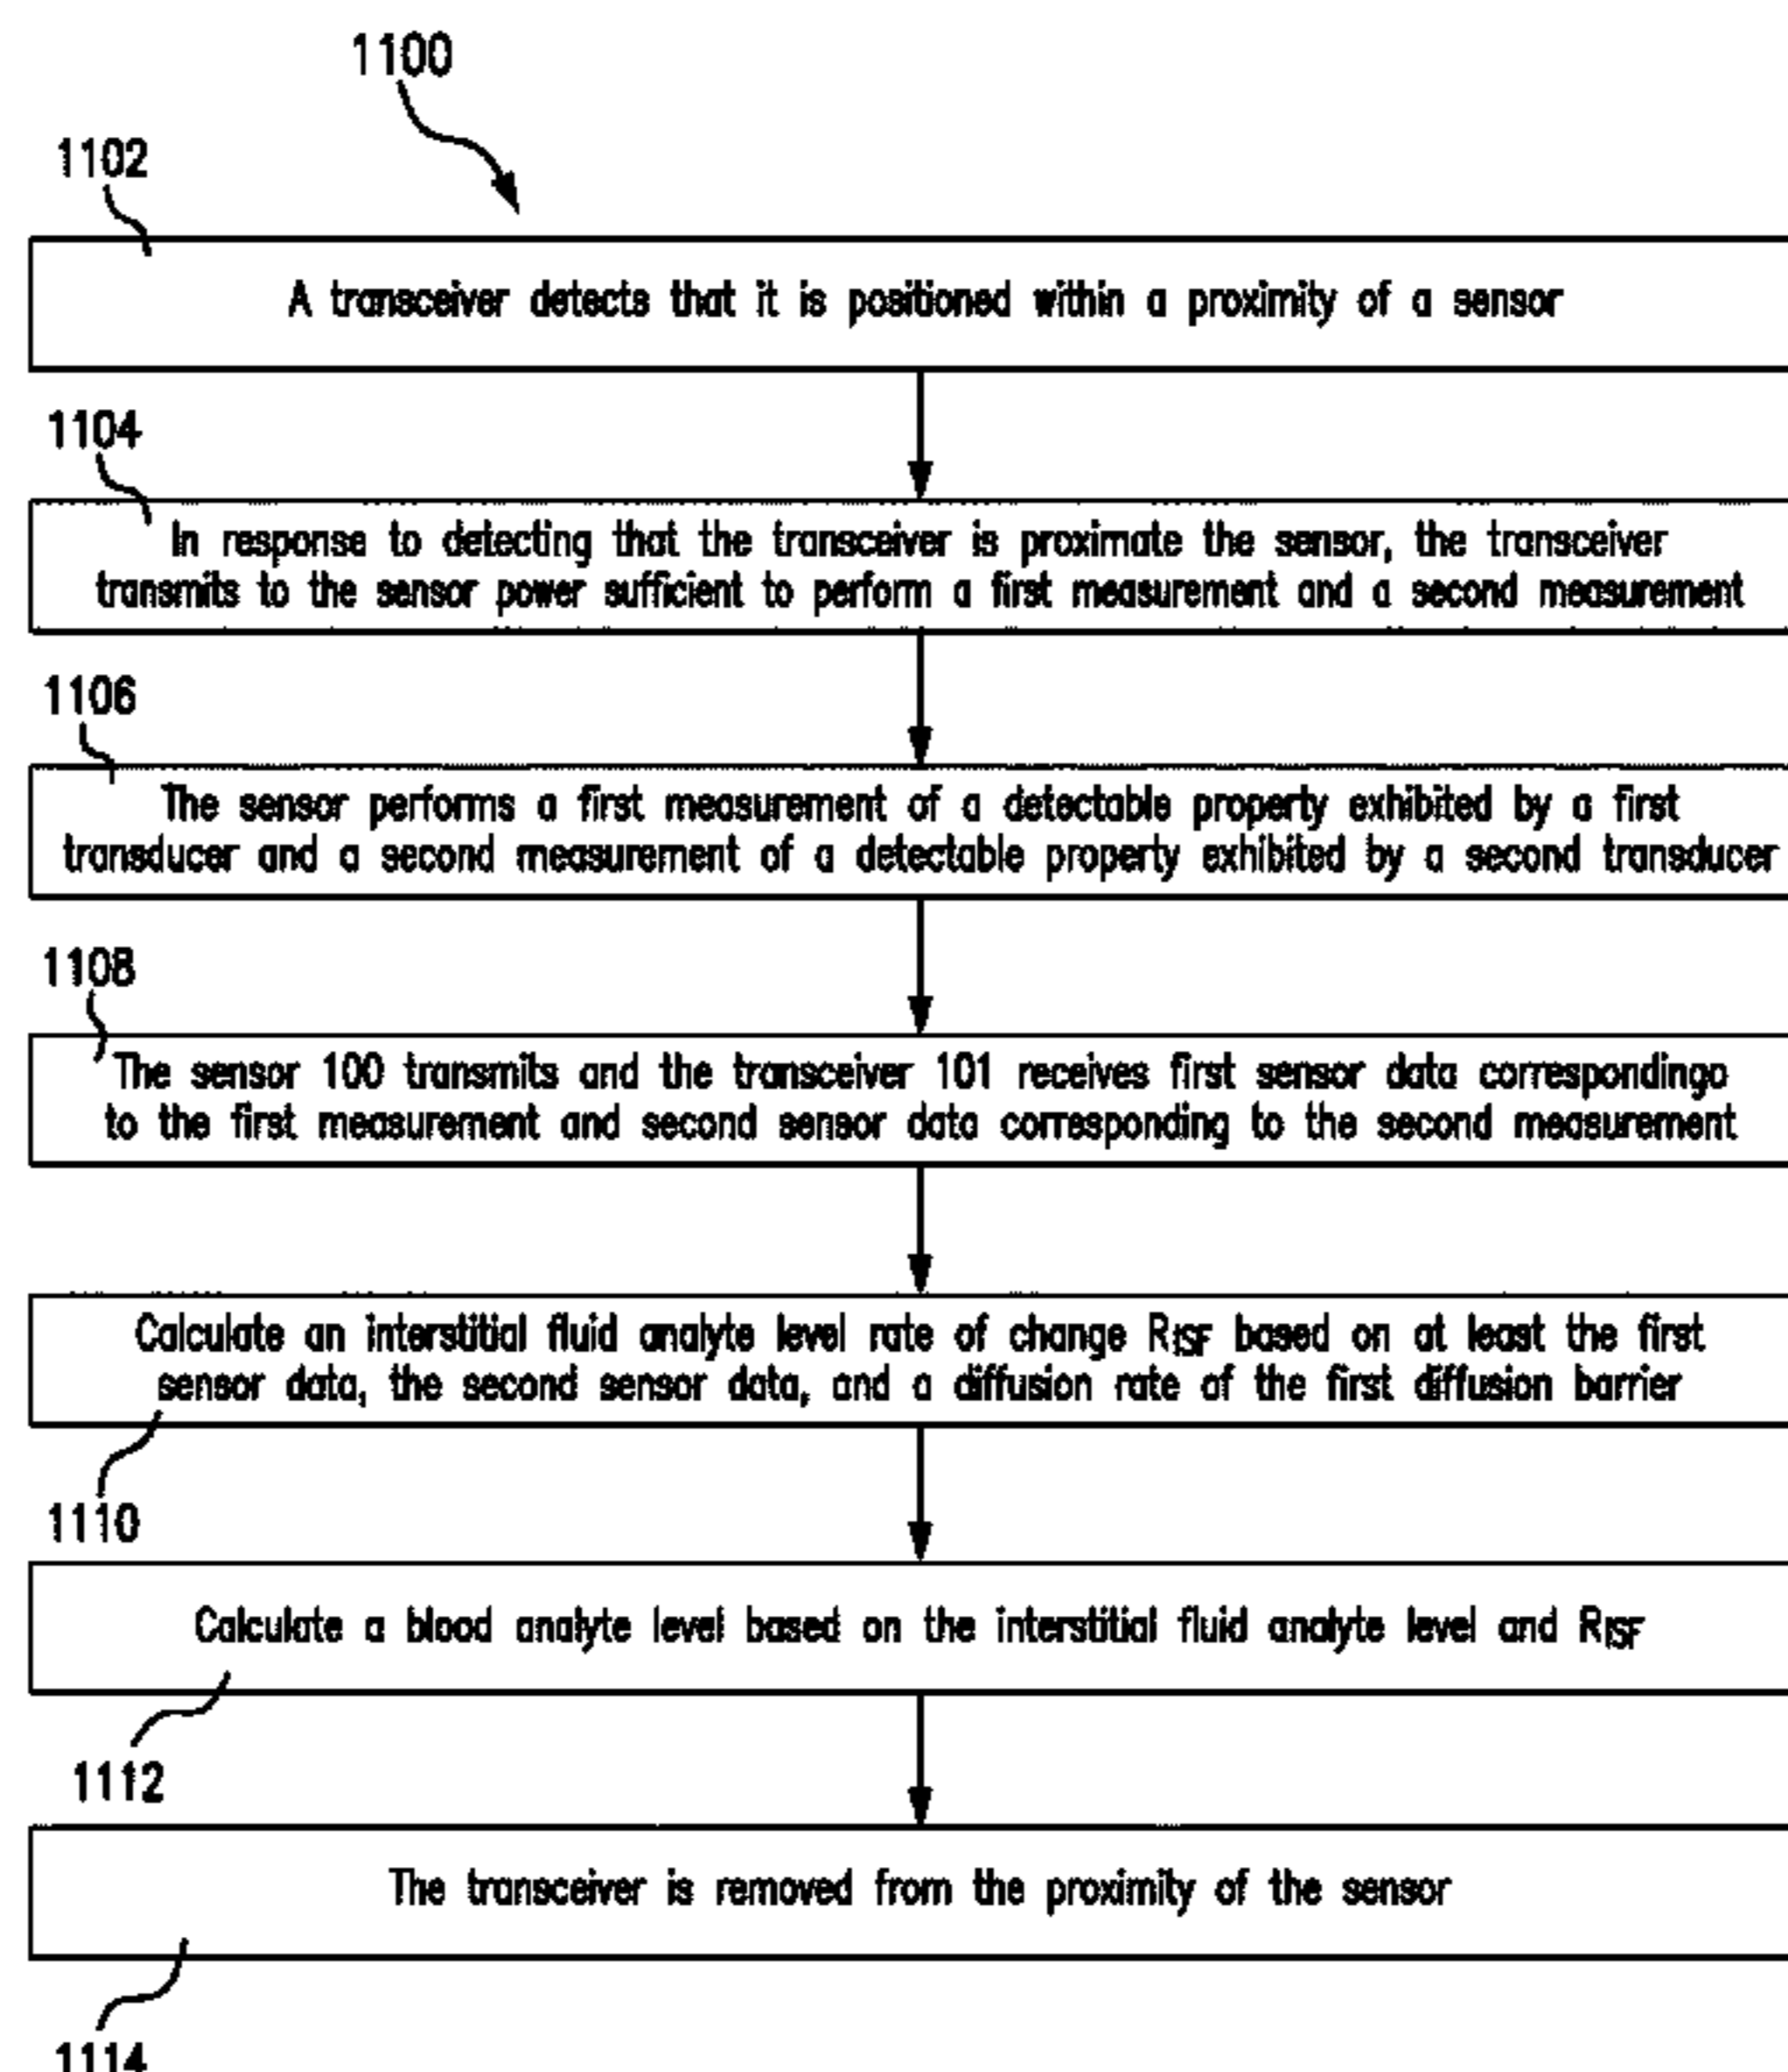 1100
1102
A transceiver detects that it is positioned within a proximity of a sensor
1104
In response to detecting that the transceiver is proximate the sensor, the transceiver
transmits to the sensor power sufficient to perform a first measurement and a second measurement
1106
The sensor performs a first measurement of a detectable property exhibited by a first
transducer and a second measurement of a detectable property exhibited by a second transducer
1108
The sensor 100 transmits and the transceiver 101 receives first sensor data correspondingo
to the first measurement and second sensor data corresponding to the second measurement
Calculate an interstitial fluid analyte level rate of change RISF based on at least the first
sensor data, the second sensor data, and a diffusion rate of the first diffusion barrier
1110
Calculate a blood analyte level based on the interstitial fluid analyte level and RISF
1112
The transceiver is removed from the proximity of the sensor
1114